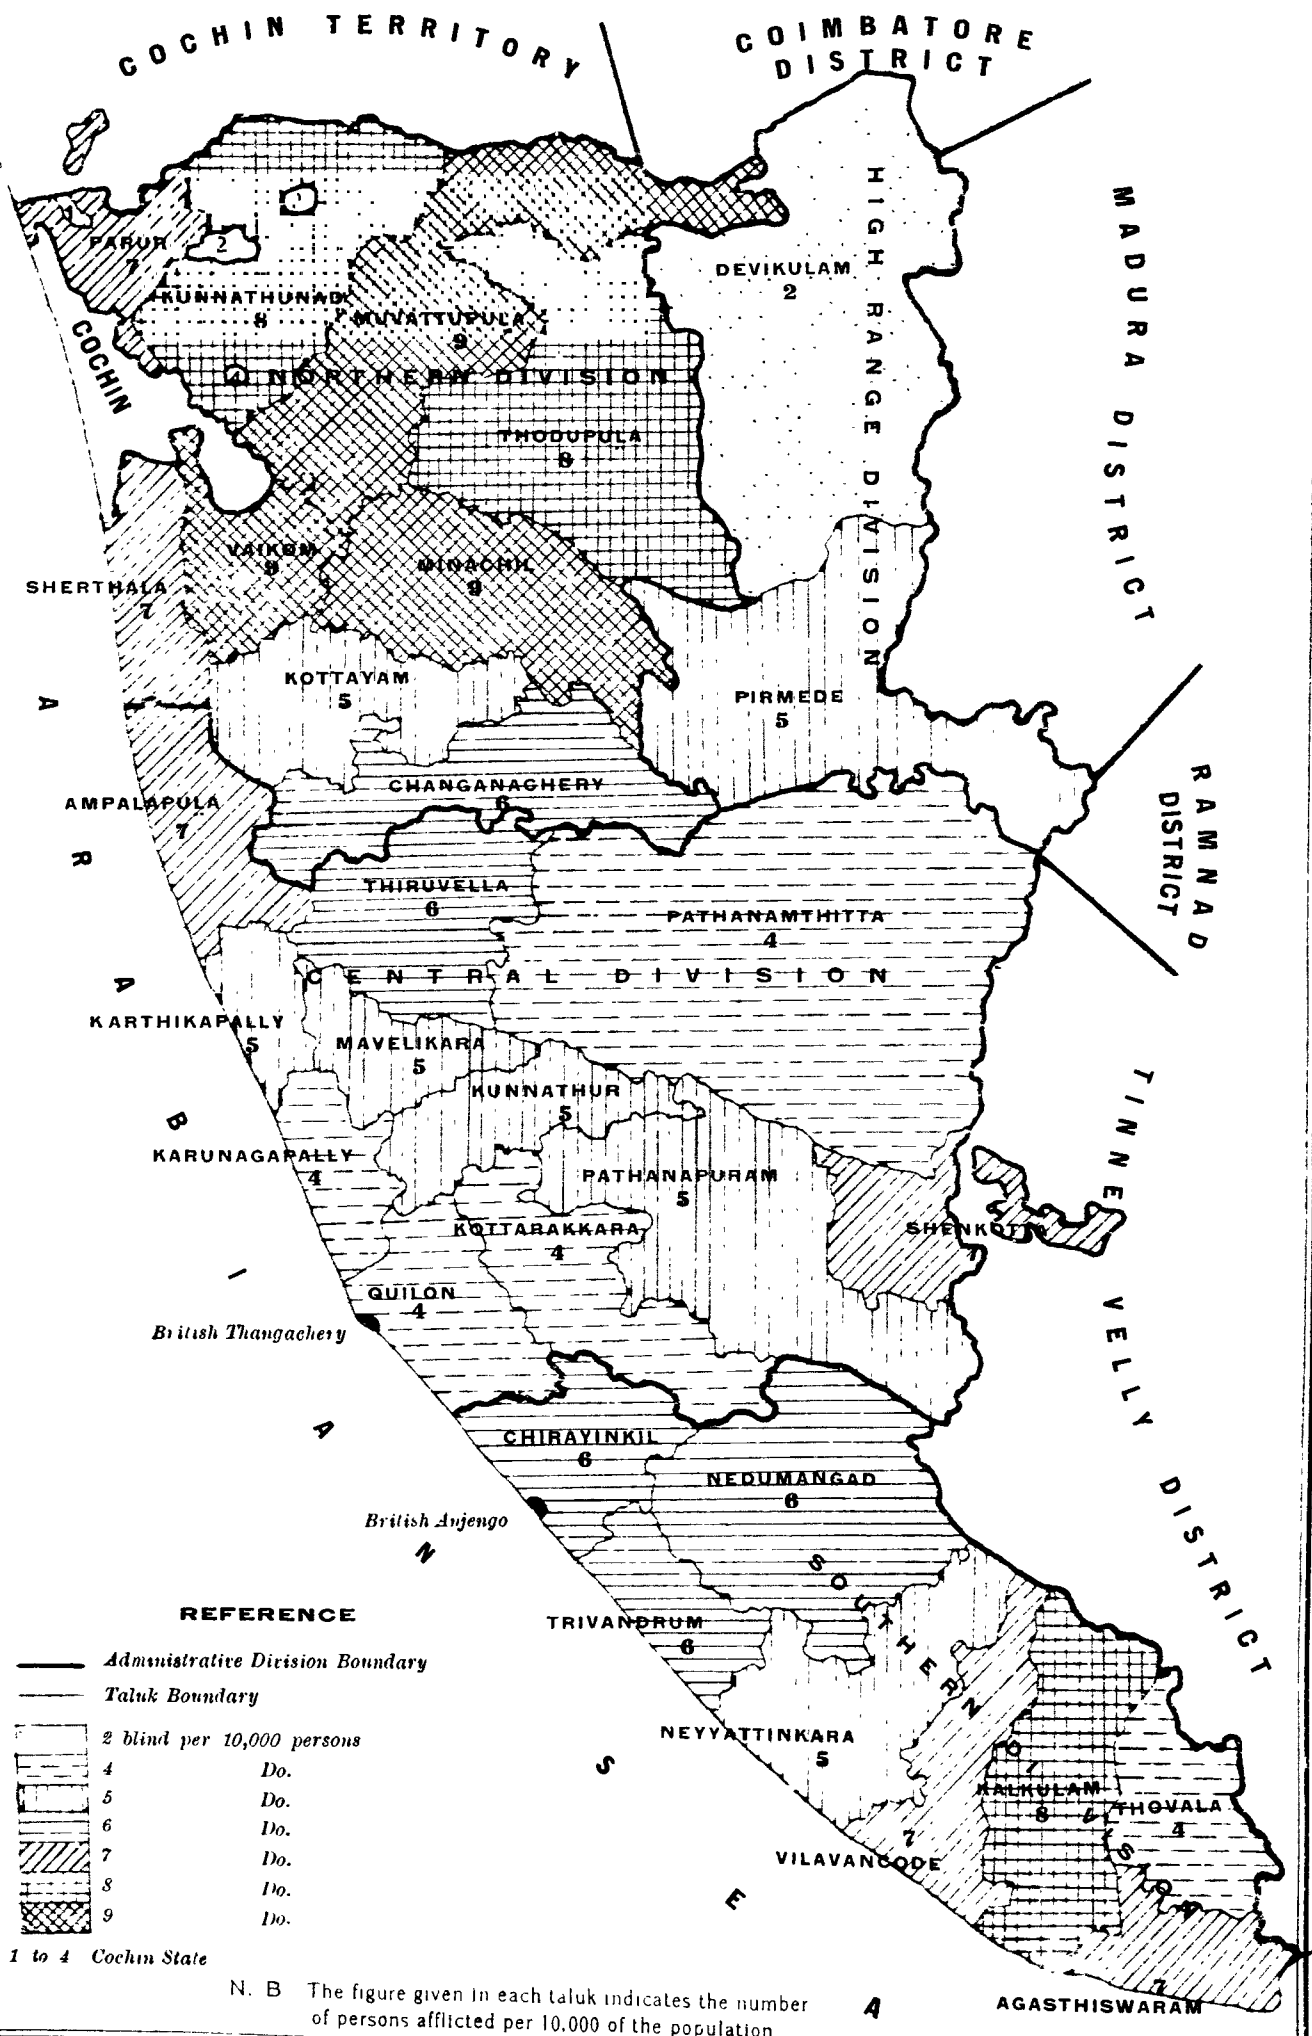 COCHIN TERRITORY
COIMBATORE
DISTRICT
HIGH RANGE DIVISION
MADURA DISTRICT
PARUR
7
1
2
DEVIKULAM
2
KUNNATHUNAD
8
MUVATTUPULA
9
COCHIN
4
NORTHERN DIVISION
THODUPULA
8
VAIKOM
9
MINACHIL
9
SHERTHALA
7
KOTTAYAM
5
PIRMEDE
5
CHANGANACHERY
6
AMPALAPULA
7
RAMNAD
DISTRICT
THIRUVELLA
6
PATHANAMTHITTA
4
CENTRAL DIVISION
KARTHIKAPALLY
5
MAVELIKARA
5
KUNNATHUR
5
KARUNAGAPALLY
4
PATHANAPURAM
5
KOTTARAKKARA
4
SHENKOTTA
7
TINNEVELLY DISTRICT
QUILON
4
British Thangachery
CHIRAYINKIL
6
NEDUMANGAD
6
British Anjengo
ARABIAN SEA
SOUTHERN DIVISION
TRIVANDRUM
6
NEYYATTINKARA
5
KALKULAM
8
THOVALA
4
7
VILAVANCODE
7
AGASTHISWARAM
REFERENCE
Administrative Division Boundary
Taluk Boundary
2 blind per 10,000 persons
4 Do.
5 Do.
6 Do.
7 Do.
8 Do.
9 Do.
1 to 4 Cochin State
N. B The figure given in each taluk indicates the number
of persons afflicted per 10,000 of the population